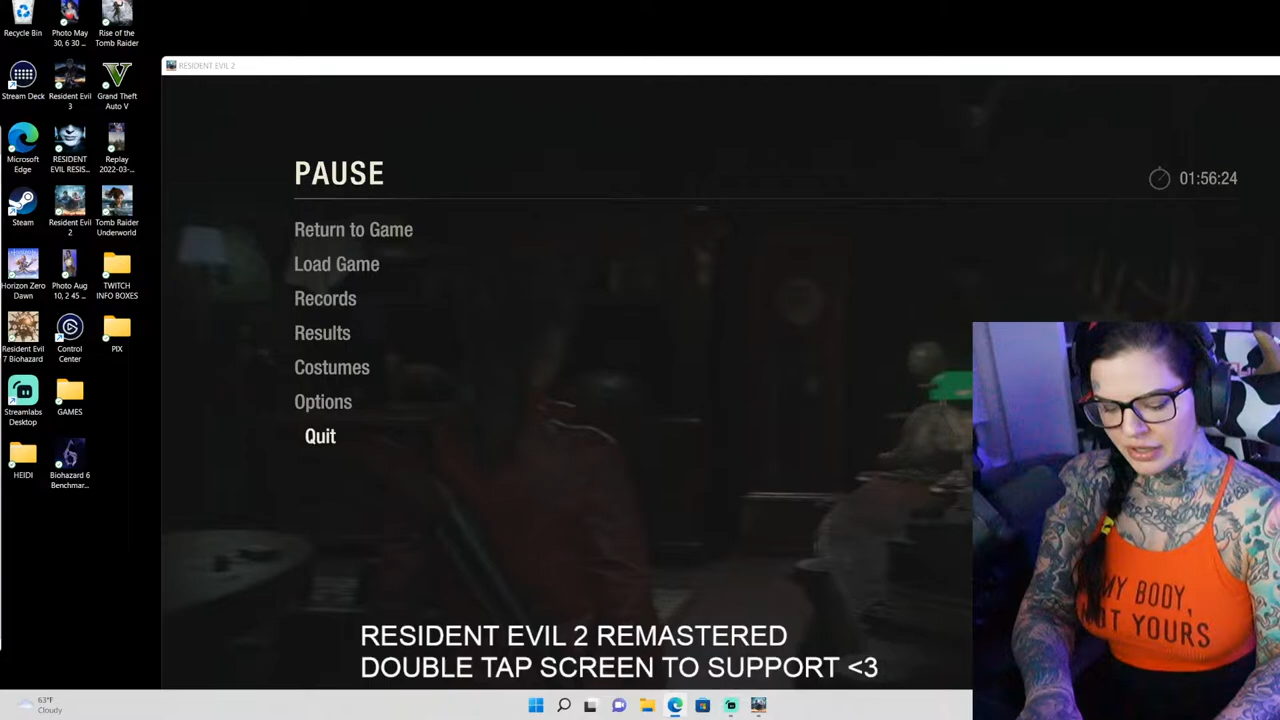 Recycle Bin
Photo May
30, 6 30 ...
Rise of the
Tomb Raider
Stream Deck
Resident Evil
3
Grand Theft
Auto V
Microsoft
Edge
RESIDENT
EVIL RESIS...
Replay
2022-03-...
Steam
Resident Evil
2
Tomb Raider
Underworld
Horizon Zero
Dawn
Photo Aug
10, 2 45 ...
TWITCH
INFO BOXES
Resident Evil
7 Biohazard
Control
Center
PIX
Streamlabs
Desktop
GAMES
HEIDI
Biohazard 6
Benchmar...
RESIDENT EVIL 2
PAUSE
01:56:24
Return to Game
Load Game
Records
Results
Costumes
Options
Quit
MY BODY,
NOT YOURS
RESIDENT EVIL 2 REMASTERED
DOUBLE TAP SCREEN TO SUPPORT <3
63°F
Cloudy